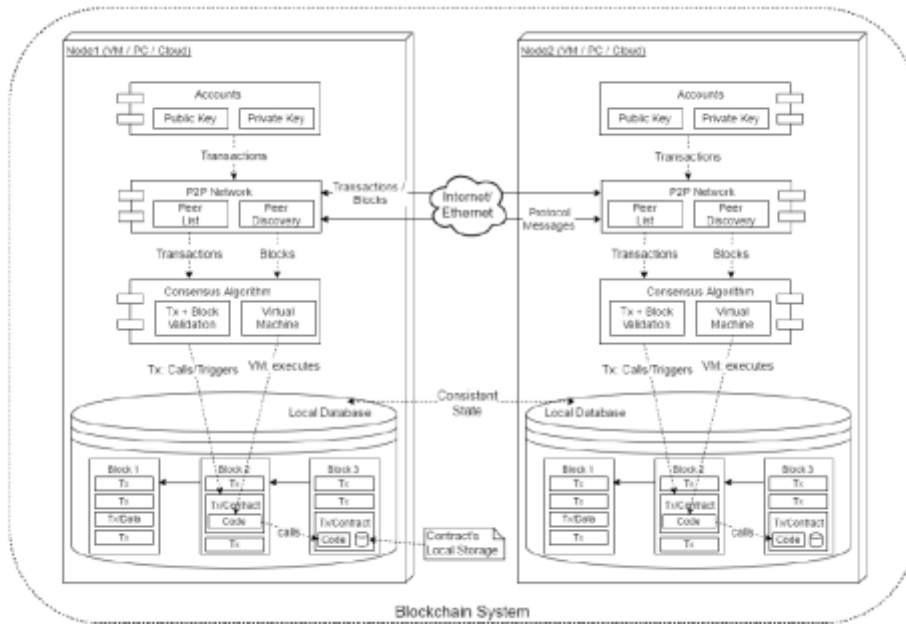 Node1 (VM / PC / Cloud)
Accounts
Public Key
Private Key
Transactions
P2P Network
Peer
List
Peer
Discovery
Transactions
Blocks
Consensus Algorithm
Tx + Block
Validation
Virtual
Machine
Tx: Calls/Triggers
VM: executes
Local Database
Block 1
Tx
Tx
Tx/Data
Tx
Block 2
Tx
Tx/Contract
Code
Tx
calls
Block 3
Tx
Tx
Tx/Contract
Code
Transactions /
Blocks
Internet/
Ethernet
Protocol
Messages
Consistent
State
Contract's
Local Storage
Node2 (VM / PC / Cloud)
Accounts
Public Key
Private Key
Transactions
P2P Network
Peer
List
Peer
Discovery
Transactions
Blocks
Consensus Algorithm
Tx + Block
Validation
Virtual
Machine
Tx: Calls/Triggers
VM: executes
Local Database
Block 1
Tx
Tx
Tx/Data
Tx
Block 2
Tx
Tx/Contract
Code
Tx
calls
Block 3
Tx
Tx
Tx/Contract
Code
Blockchain System